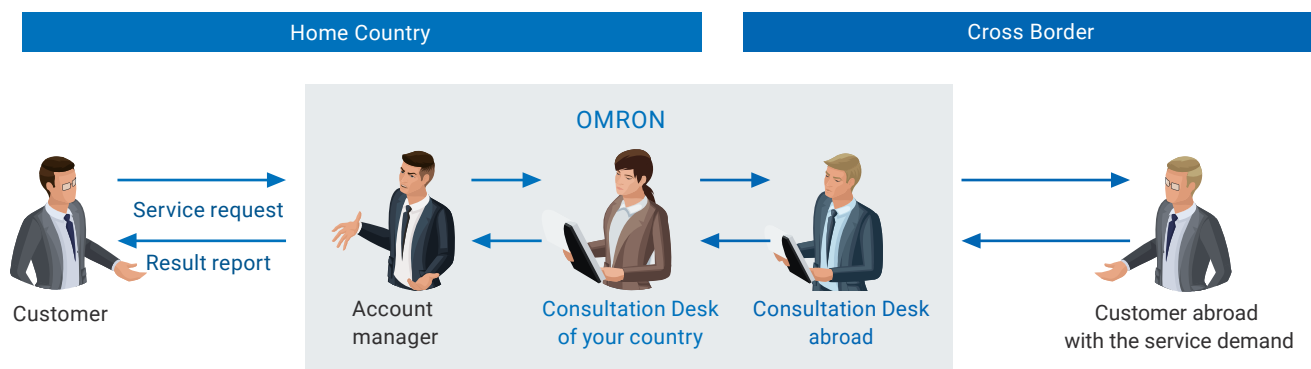 Home Country
Cross Border
OMRON
Service request
Result report
Customer
Account
manager
Consultation Desk
of your country
Consultation Desk
abroad
Customer abroad
with the service demand